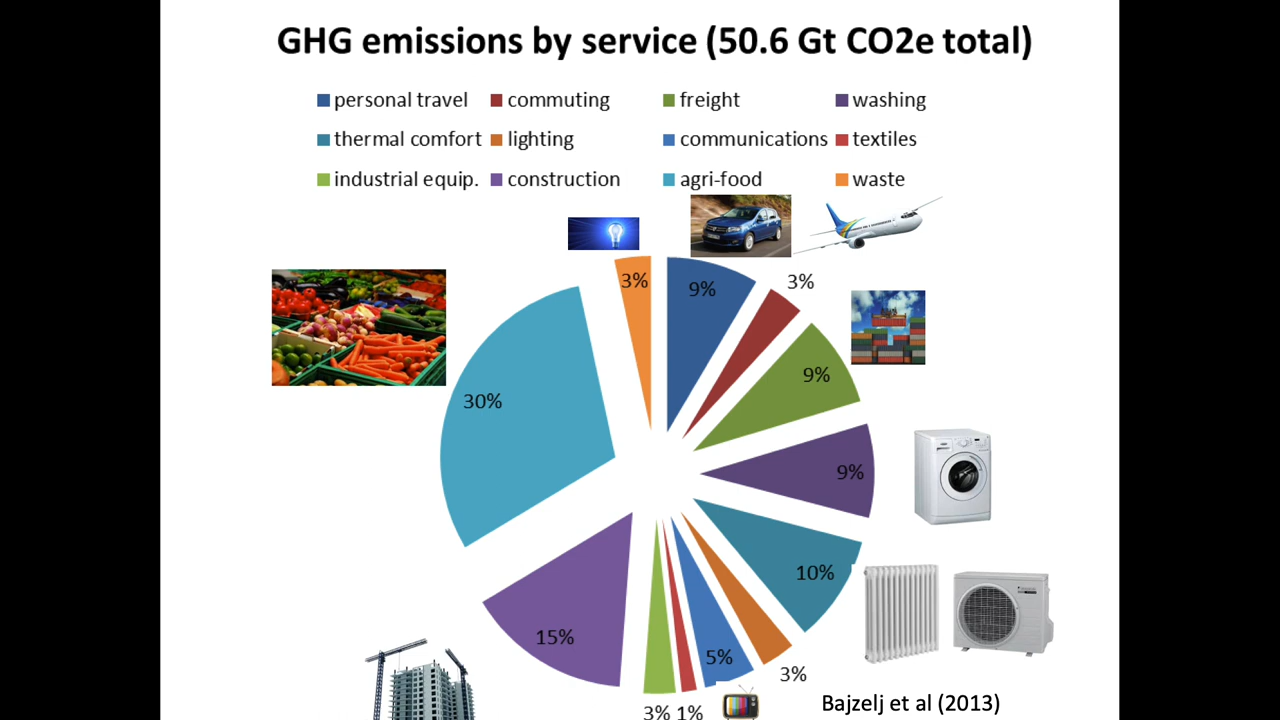 GHG emissions by service (50.6 Gt CO2e total)
personal travel commuting freight washing
thermal comfort lighting communications textiles
industrial equip. construction agri-food waste
3% 9% 3%
9%
30%
9%
10%
15%
5%
3%
3% 1%
Bajzelj et al (2013)